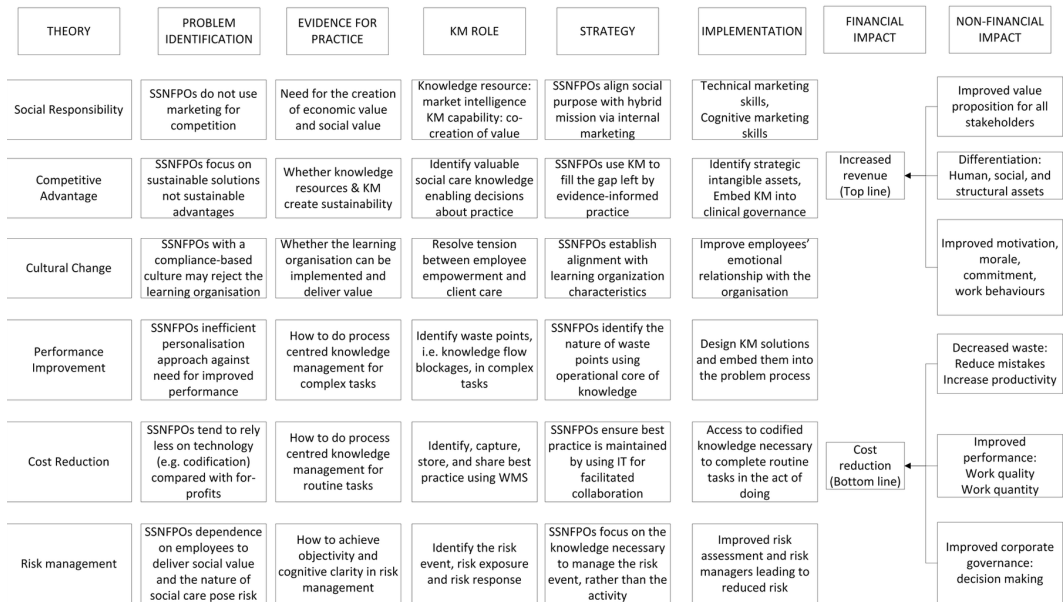 THEORY
PROBLEM
IDENTIFICATION
EVIDENCE FOR
PRACTICE
KM ROLE
STRATEGY
IMPLEMENTATION
FINANCIAL
IMPACT
NON-FINANCIAL
IMPACT
Social Responsibility
SSNFPOs do not use
marketing for
competition
Need for the creation
of economic value
and social value
Knowledge resource:
market intelligence
KM capability: co-
creation of value
SSNFPOs align social
purpose with hybrid
mission via internal
marketing
Technical marketing
skills,
Cognitive marketing
skills
Improved value
proposition for all
stakeholders
Competitive
Advantage
SSNFPOs focus on
sustainable solutions
not sustainable
advantages
Whether knowledge
resources & KM
create sustainability
Identify valuable
social care knowledge
enabling decisions
about practice
SSNFPOs use KM to
fill the gap left by
evidence-informed
practice
Identify strategic
intangible assets,
Embed KM into
clinical governance
Increased
revenue
(Top line)
Differentiation:
Human, social, and
structural assets
Cultural Change
SSNFPOs with a
compliance-based
culture may reject the
learning organisation
Whether the learning
organisation can be
implemented and
deliver value
Resolve tension
between employee
empowerment and
client care
SSNFPOs establish
alignment with
learning organization
characteristics
Improve employees’
emotional
relationship with the
organisation
Improved motivation,
morale,
commitment,
work behaviours
Performance
Improvement
SSNFPOs inefficient
personalisation
approach against
need for improved
performance
How to do process
centred knowledge
management for
complex tasks
Identify waste points,
i.e. knowledge flow
blockages, in complex
tasks
SSNFPOs identify the
nature of waste
points using
operational core of
knowledge
Design KM solutions
and embed them into
the problem process
Decreased waste:
Reduce mistakes
Increase productivity
Cost Reduction
SSNFPOs tend to rely
less on technology
(e.g. codification)
compared with for-
profits
How to do process
centred knowledge
management for
routine tasks
Identify, capture,
store, and share best
practice using WMS
SSNFPOs ensure best
practice is maintained
by using IT for
facilitated
collaboration
Access to codified
knowledge necessary
to complete routine
tasks in the act of
doing
Cost
reduction
(Bottom line)
Improved
performance:
Work quality
Work quantity
Risk management
SSNFPOs dependence
on employees to
deliver social value
and the nature of
social care pose risk
How to achieve
objectivity and
cognitive clarity in risk
management
Identify the risk
event, risk exposure
and risk response
SSNFPOs focus on the
knowledge necessary
to manage the risk
event, rather than the
activity
Improved risk
assessment and risk
managers leading to
reduced risk
Improved corporate
governance:
decision making